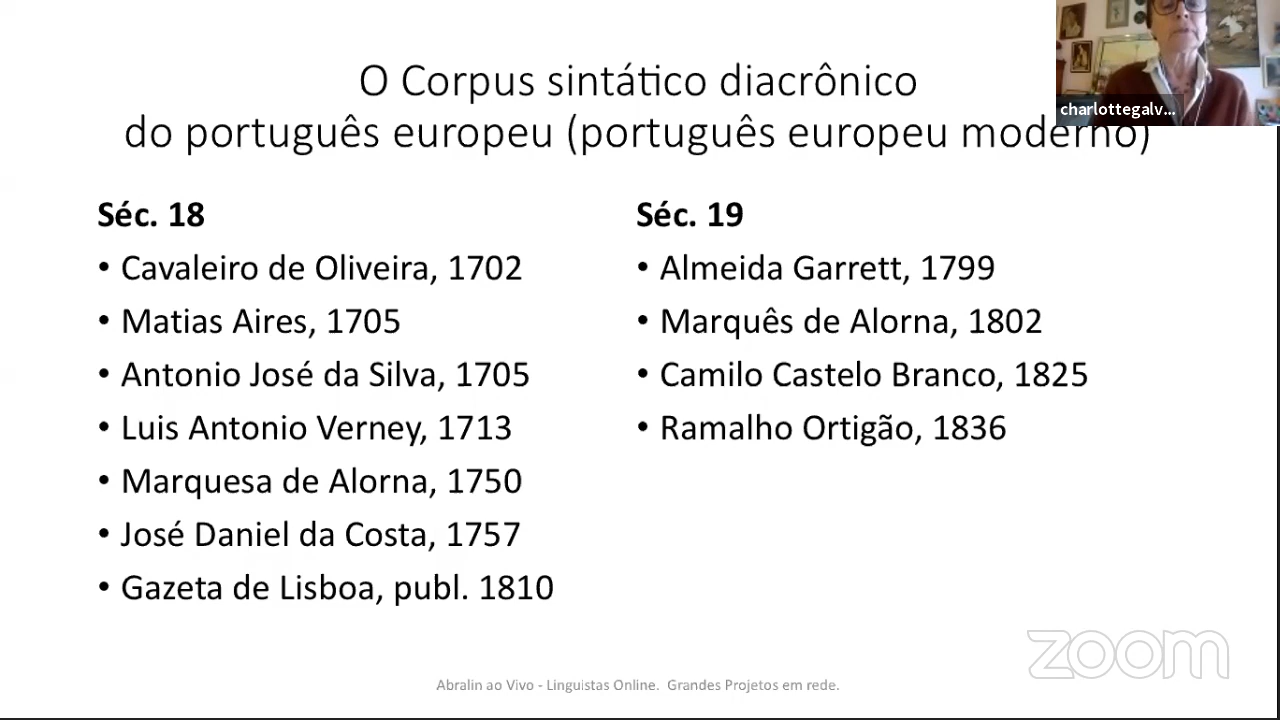 O Corpus sintático diacrônico
do português europeu (português europeu moderno)
charlottegalv...
Séc. 18
• Cavaleiro de Oliveira, 1702
• Matias Aires, 1705
• Antonio José da Silva, 1705
• Luis Antonio Verney, 1713
• Marquesa de Alorna, 1750
• José Daniel da Costa, 1757
• Gazeta de Lisboa, publ. 1810
Séc. 19
• Almeida Garrett, 1799
• Marquês de Alorna, 1802
• Camilo Castelo Branco, 1825
• Ramalho Ortigão, 1836
zoom
Abralin ao Vivo - Linguistas Online. Grandes Projetos em rede.